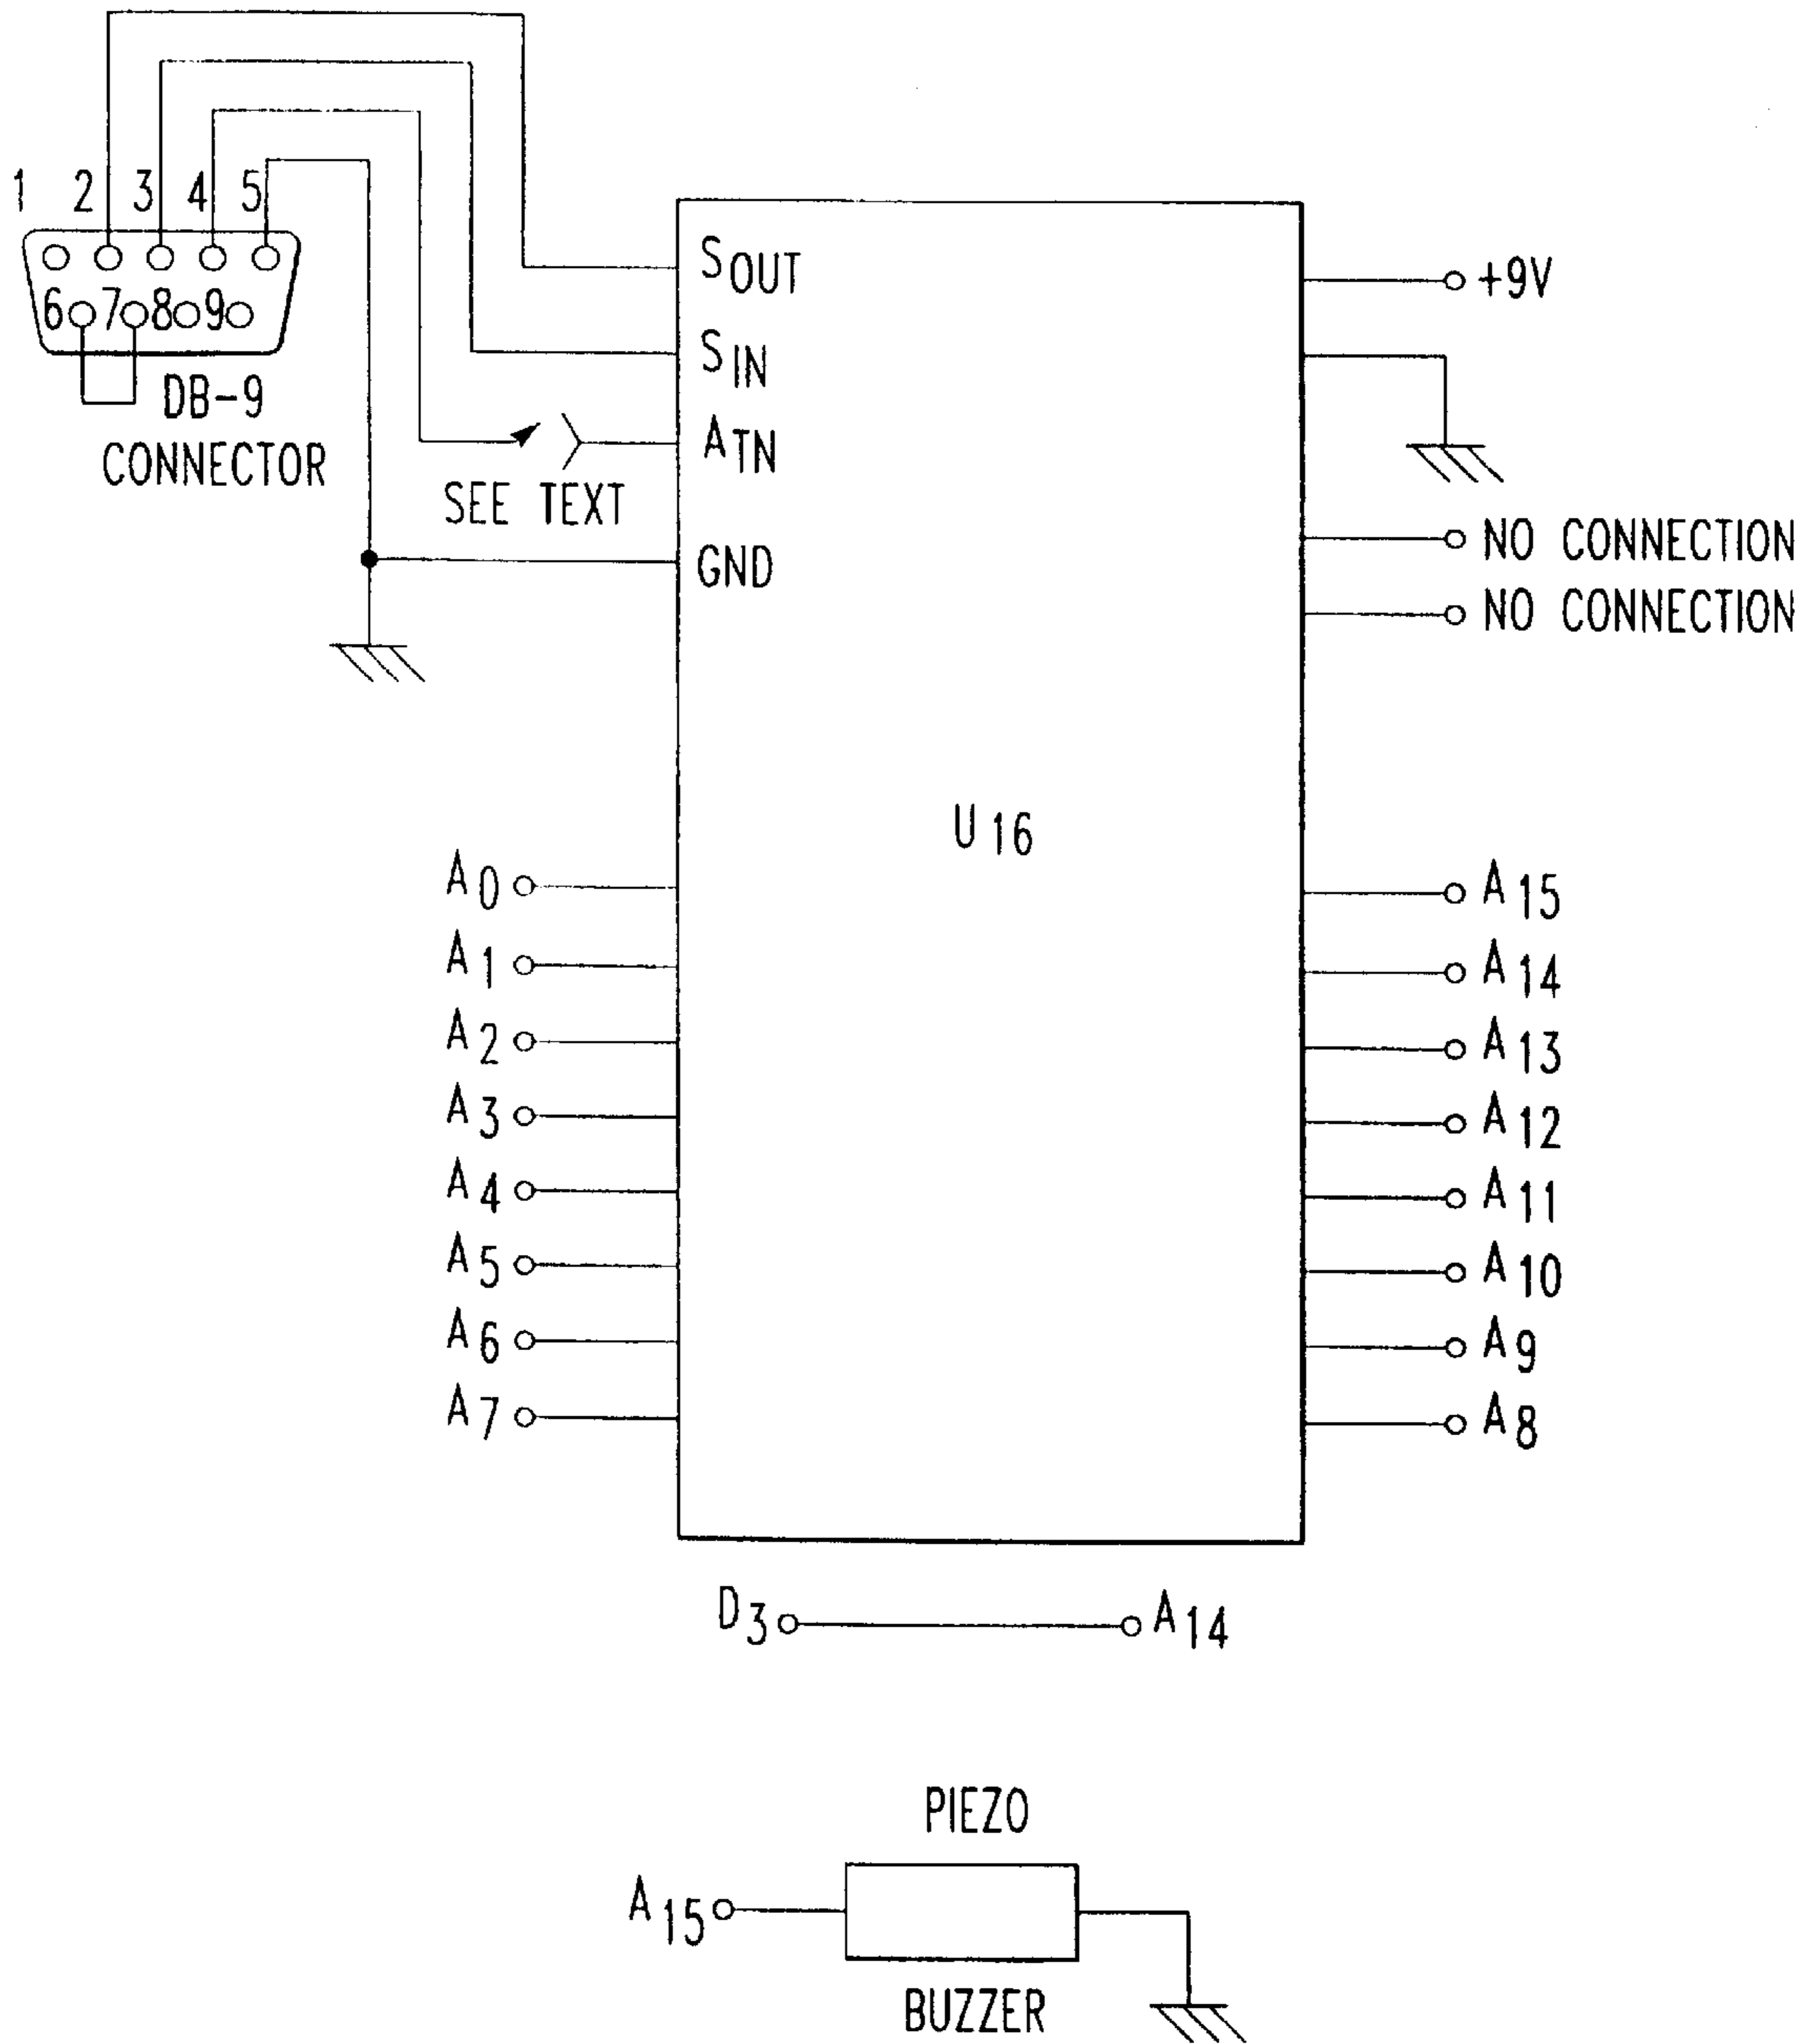 1 2 3 4 5
6 7 8 9
DB-9
CONNECTOR
SEE TEXT
SOUT
SIN
ATN
GND
+9V
NO CONNECTION
NO CONNECTION
U16
A0
A1
A2
A3
A4
A5
A6
A7
A15
A14
A13
A12
A11
A10
A9
A8
D3 A14
PIEZO
A15
BUZZER